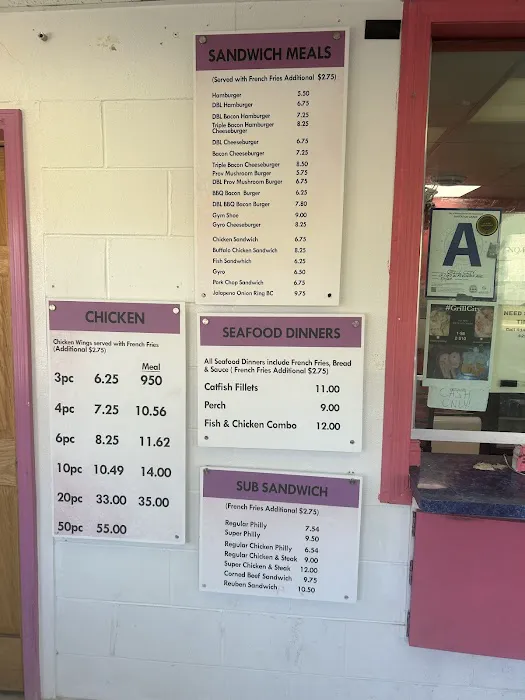 SANDWICH MEALS
(Served with French Fries Additional $2.75)
Hamburger 5.50
DBL Hamburger 6.75
DBL Bacon Hamburger 7.25
Triple Bacon Hamburger 8.25
Cheeseburger
DBL Cheeseburger 6.75
Bacon Cheeseburger 7.25
Triple Bacon Cheeseburger 8.50
Prov Mushroom Burger 5.75
DBL Prov Mushroom Burger 6.75
BBQ Bacon Burger 6.25
DBL BBQ Bacon Burger 7.80
Gym Shoe 9.00
Gyro Cheeseburger 8.25
Chicken Sandwich 6.75
Buffalo Chicken Sandwich 8.25
Fish Sandwhich 6.25
Gyro 6.50
Pork Chop Sandwich 6.75
Jalapeno Onion Ring BC 9.75
CHICKEN
Chicken Wings served with French Fries
(Additional $2.75)
Meal
3pc 6.25 950
4pc 7.25 10.56
6pc 8.25 11.62
10pc 10.49 14.00
20pc 33.00 35.00
50pc 55.00
SEAFOOD DINNERS
All Seafood Dinners include French Fries, Bread
& Sauce ( French Fries Additional $2.75)
Catfish Fillets 11.00
Perch 9.00
Fish & Chicken Combo 12.00
SUB SANDWICH
(French Fries Additional $2.75)
Regular Philly 7.54
Super Philly 9.50
Regular Chicken Philly 6.54
Regular Chicken & Steak 9.00
Super Chicken & Steak 12.00
Corned Beef Sandwich 9.75
Reuben Sandwich 10.50
A
#GrillCity
NEED
CASH
ONLY